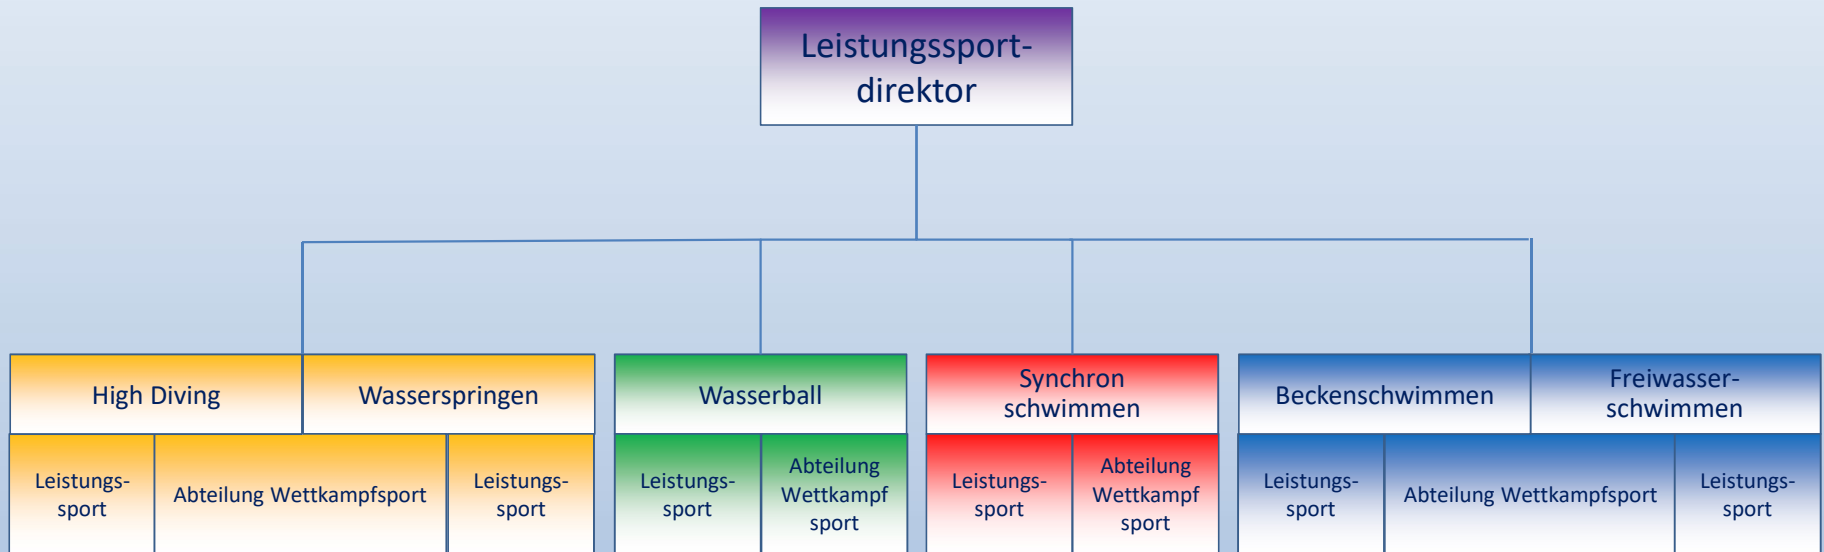 Leistungssport-
direktor
High Diving
Wasserspringen
Wasserball
Synchron
schwimmen
Beckenschwimmen
Freiwasser-
schwimmen
Leistungs-
sport
Abteilung Wettkampfsport
Leistungs-
sport
Leistungs-
sport
Abteilung
Wettkampf
sport
Leistungs-
sport
Abteilung
Wettkampf
sport
Leistungs-
sport
Abteilung Wettkampfsport
Leistungs-
sport